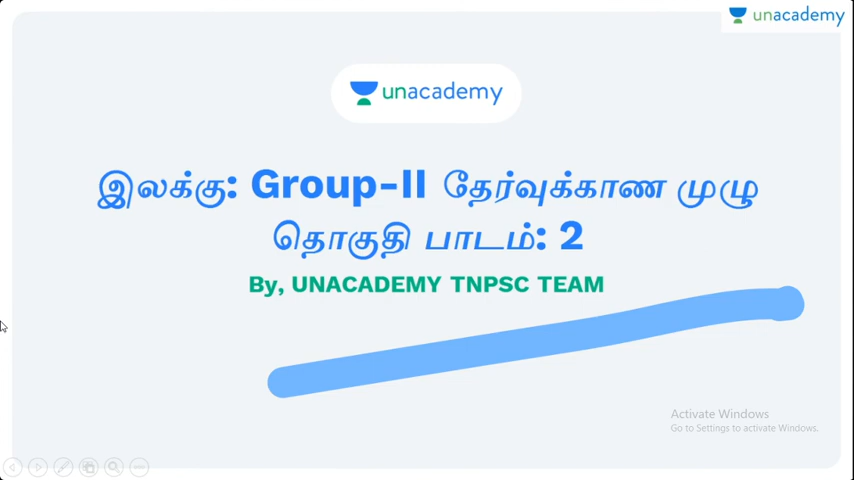 unacademy
unacademy
இலக்கு: Group-II தேர்வுக்காண முழு
தொகுதி பாடம்: 2
By, UNACADEMY TNPSC TEAM
Activate Windows
Go to Settings to activate Windows.